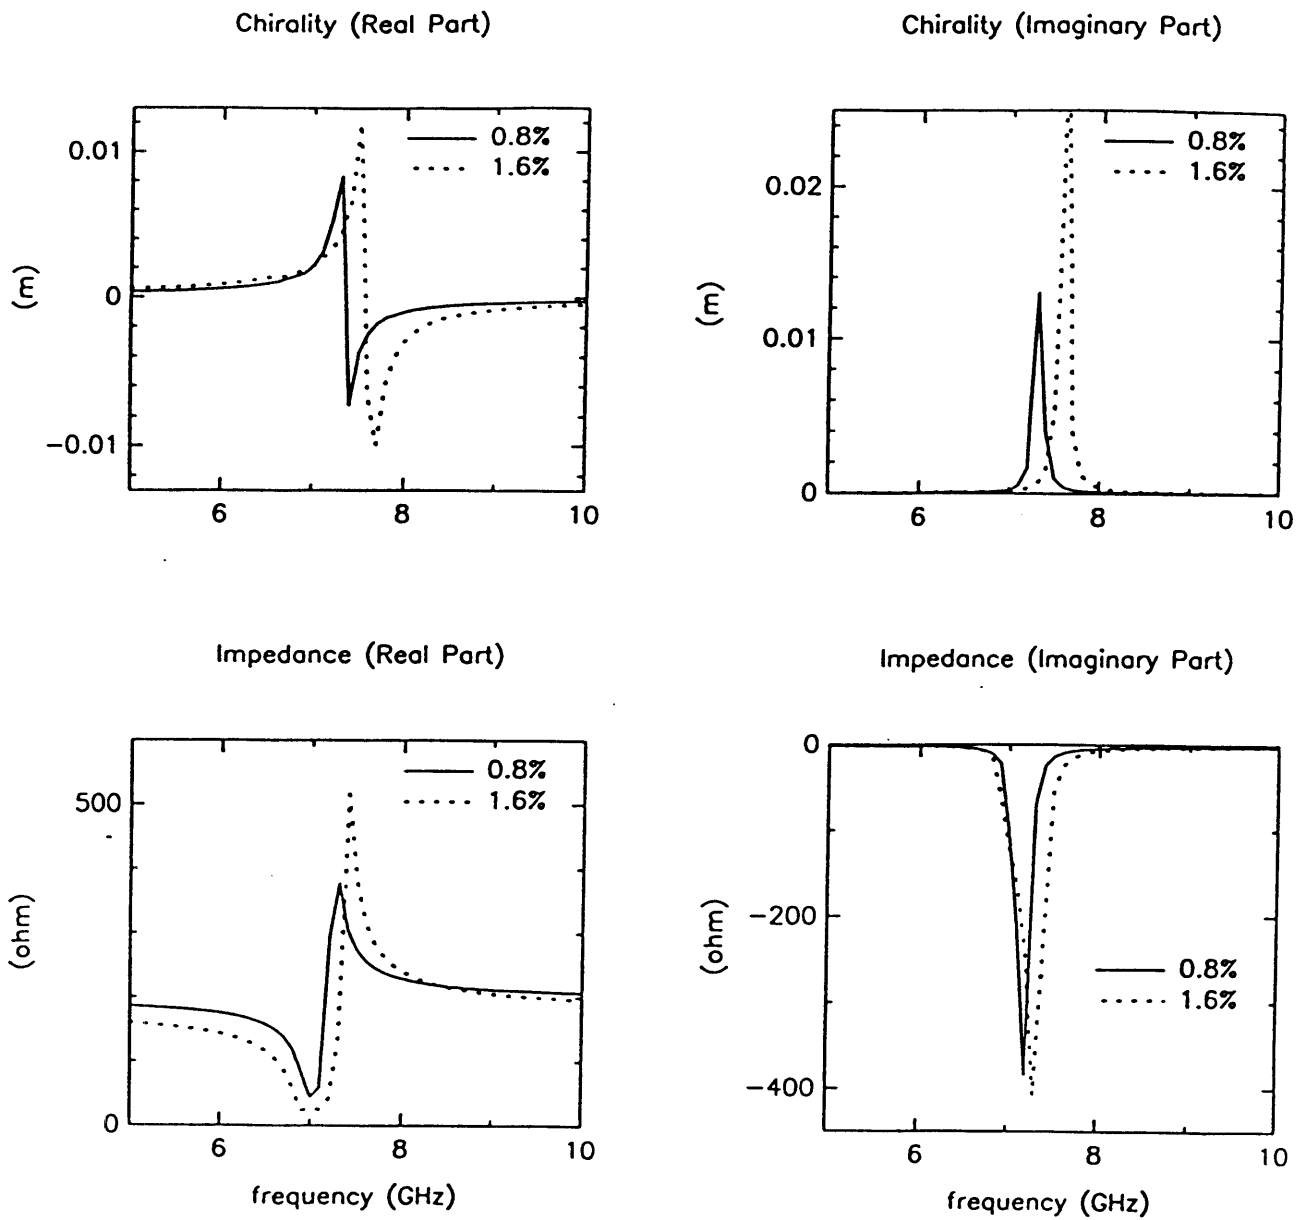 Chirality (Real Part)
0.8%
1.6%
0.01
0
−0.01
(m)
6 8 10
Chirality (Imaginary Part)
0.8%
1.6%
0.02
0.01
0
(m)
6 8 10
Impedance (Real Part)
0.8%
1.6%
500
0
(ohm)
6 8 10
frequency (GHz)
Impedance (Imaginary Part)
0
−200
−400
(ohm)
0.8%
1.6%
6 8 10
frequency (GHz)